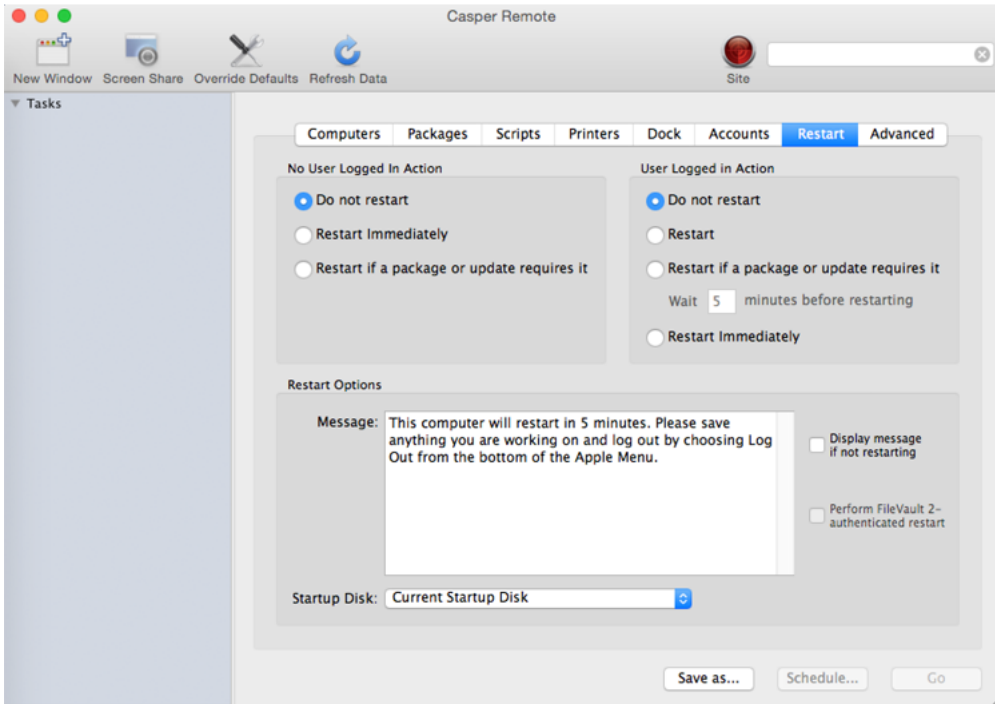 Casper Remote
New Window Screen Share Override Defaults Refresh Data Site
Tasks
Computers Packages Scripts Printers Dock Accounts Restart Advanced
No User Logged In Action
Do not restart
Restart Immediately
Restart if a package or update requires it
User Logged in Action
Do not restart
Restart
Restart if a package or update requires it
Wait 5 minutes before restarting
Restart Immediately
Restart Options
Message: This computer will restart in 5 minutes. Please save
anything you are working on and log out by choosing Log
Out from the bottom of the Apple Menu.
Display message
if not restarting
Perform FileVault 2-
authenticated restart
Startup Disk: Current Startup Disk
Save as... Schedule... Go